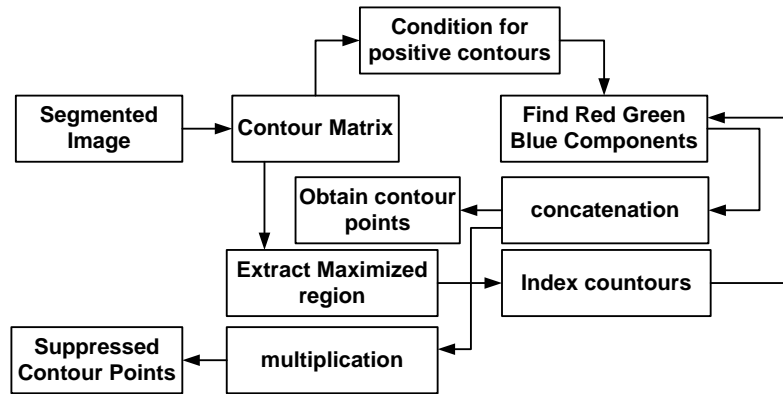 Condition for
positive contours
Segmented
Image
Contour Matrix
Find Red Green
Blue Components
Obtain contour
points
concatenation
Extract Maximized
region
Index countours
Suppressed
Contour Points
multiplication